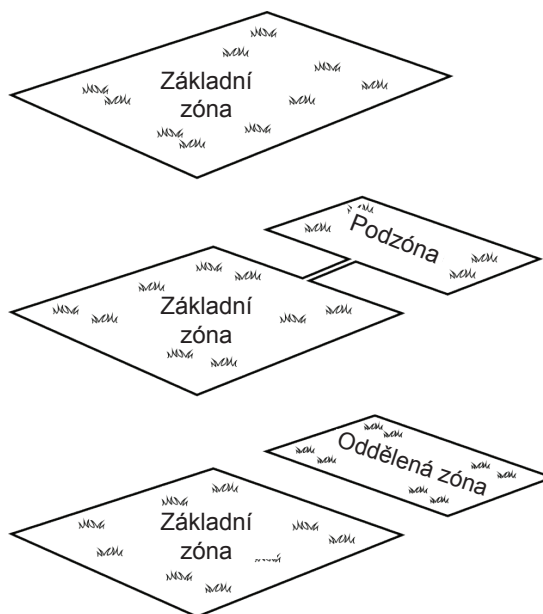 Základní
zóna
Podzóna
Základní
zóna
Oddělená zóna
Základní
zóna